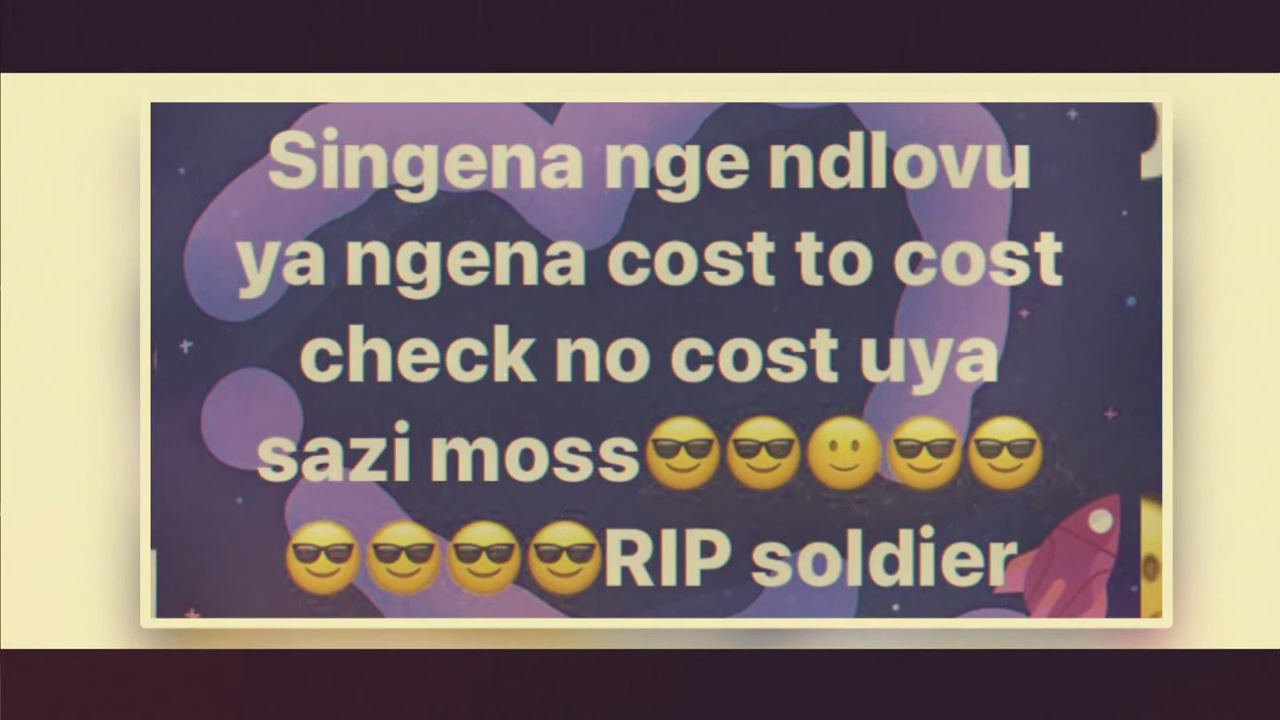 Singena nge ndlovu
ya ngena cost to cost
check no cost uya
sazi moss😎😎🙂😎😎
😎😎😎😎RIP soldier